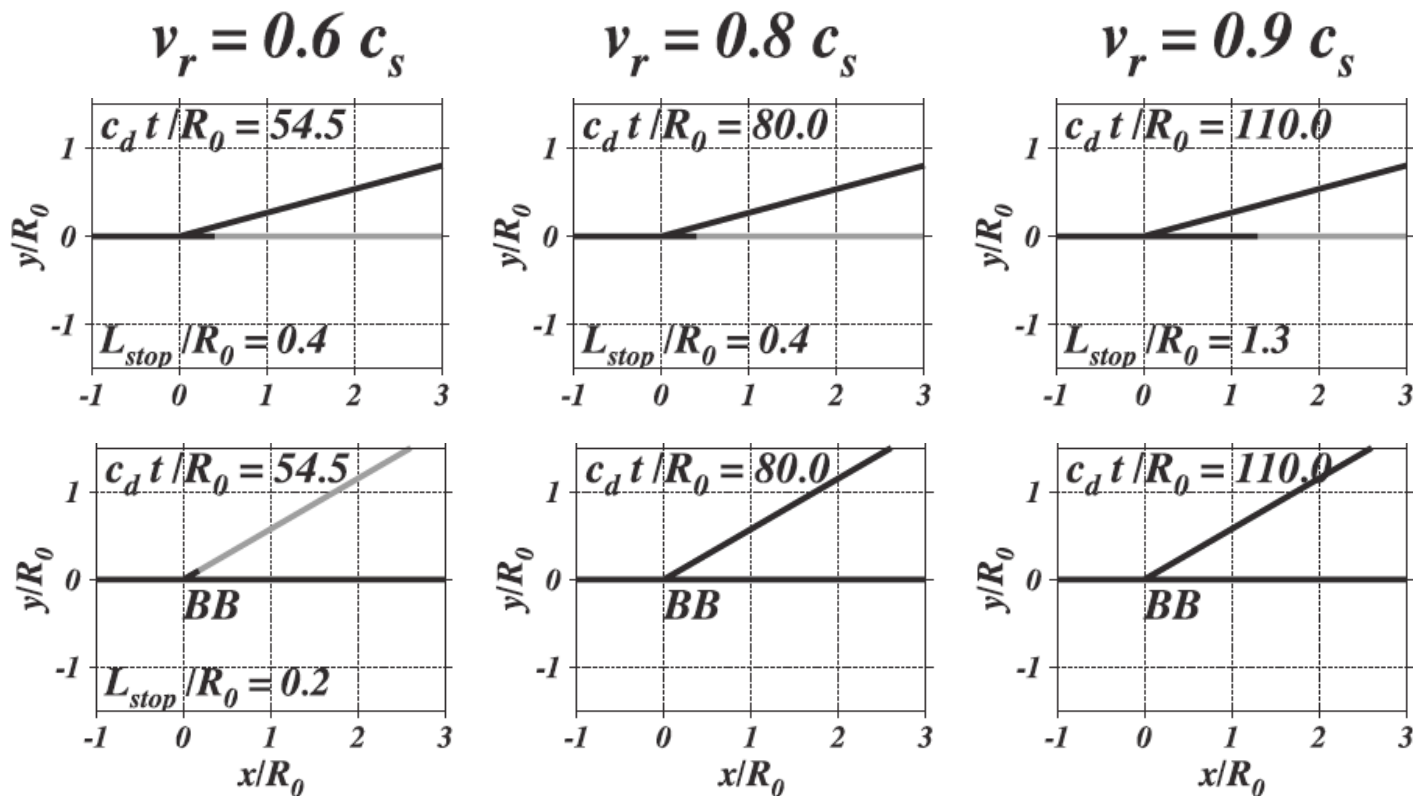 v_r = 0.6 c_s
v_r = 0.8 c_s
v_r = 0.9 c_s
c_d t /R_0 = 54.5
L_stop /R_0 = 0.4
y/R_0
1
0
-1
-1 0 1 2 3
c_d t /R_0 = 80.0
L_stop /R_0 = 0.4
y/R_0
1
0
-1
-1 0 1 2 3
c_d t /R_0 = 110.0
L_stop /R_0 = 1.3
y/R_0
1
0
-1
-1 0 1 2 3
c_d t /R_0 = 54.5
BB
L_stop /R_0 = 0.2
y/R_0
1
0
-1
-1 0 1 2 3
x/R_0
c_d t /R_0 = 80.0
BB
y/R_0
1
0
-1
-1 0 1 2 3
x/R_0
c_d t /R_0 = 110.0
BB
y/R_0
1
0
-1
-1 0 1 2 3
x/R_0